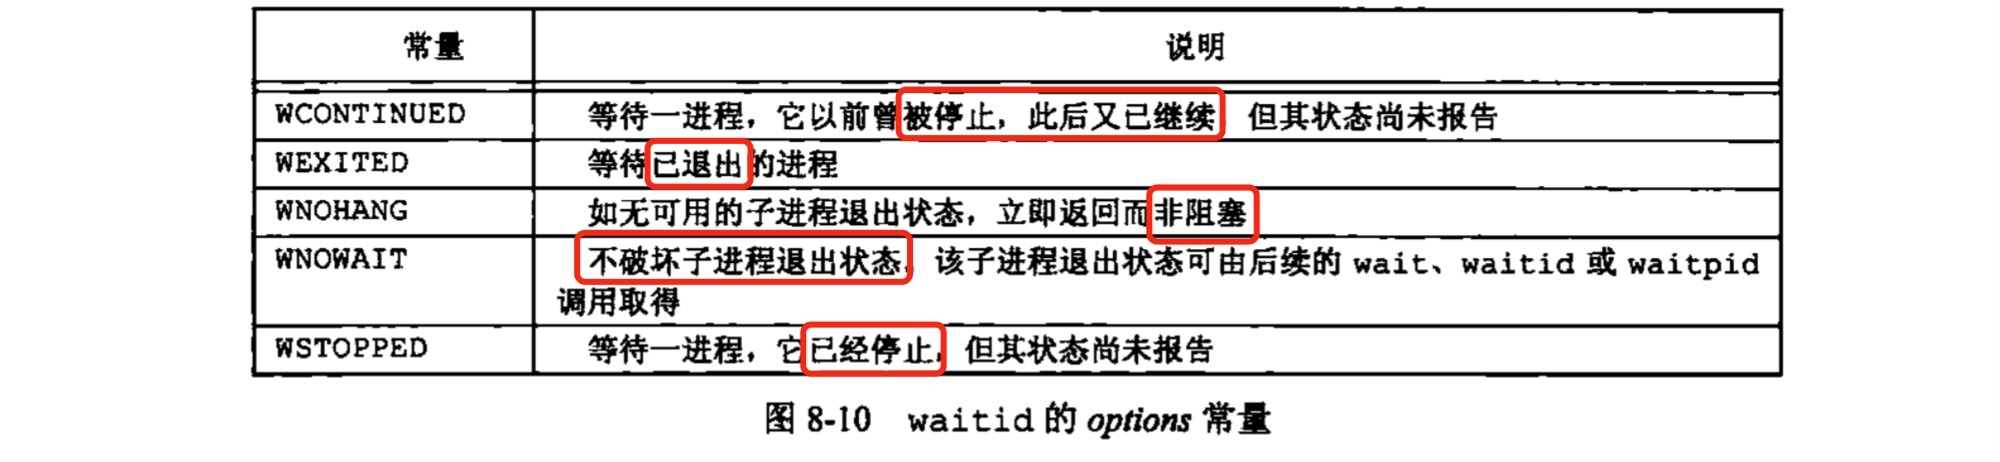 常量 说明
WCONTINUED 等待一进程，它以前曾被停止，此后又已继续，但其状态尚未报告
WEXITED 等待已退出的进程
WNOHANG 如无可用的子进程退出状态，立即返回而非阻塞
WNOWAIT 不破坏子进程退出状态，该子进程退出状态可由后续的 wait、waitid 或 waitpid
调用取得
WSTOPPED 等待一进程，它已经停止，但其状态尚未报告
图 8-10 waitid 的 options 常量